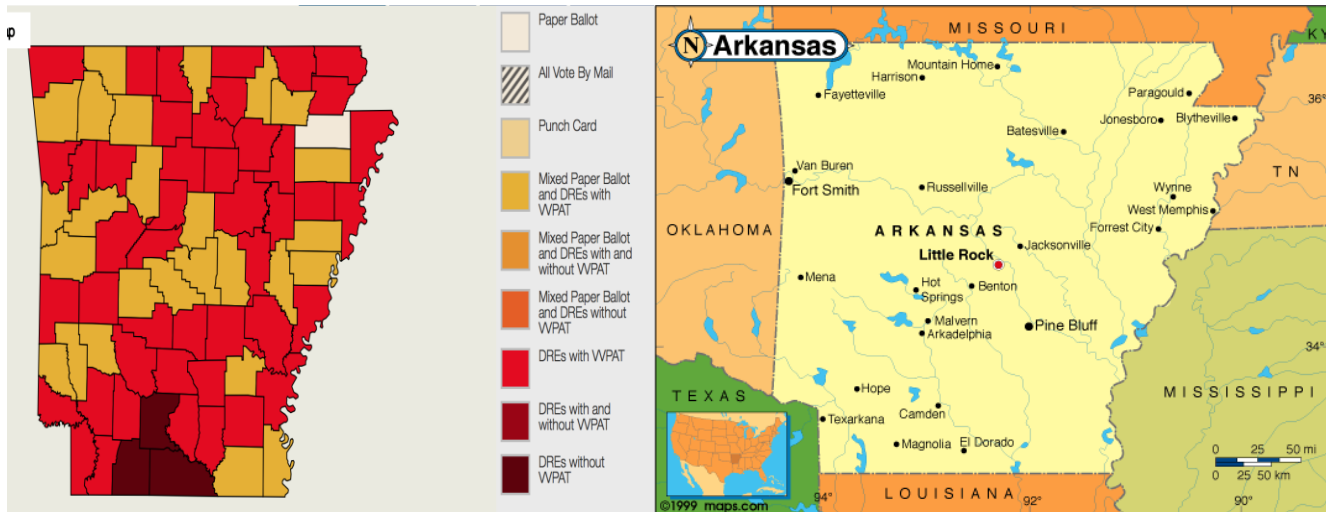 ap
Paper Ballot
All Vote By Mail
Punch Card
Mixed Paper Ballot
and DREs with
VVPAT
Mixed Paper Ballot
and DREs with and
without VVPAT
Mixed Paper Ballot
and DREs without
VVPAT
DREs with VVPAT
DREs with and
without VVPAT
DREs without
VVPAT
N
Arkansas
MISSOURI
KY
Mountain Home
Harrison
Fayetteville
Paragould
36°
Jonesboro
Blytheville
Batesville
TN
Van Buren
Fort Smith
Russellville
Wynne
West Memphis
OKLAHOMA
ARKANSAS
Forrest City
Jacksonville
Little Rock
Mena
Hot
Springs
Benton
Malvern
Pine Bluff
Arkadelphia
34°
TEXAS
Hope
MISSISSIPPI
Camden
Texarkana
Magnolia
El Dorado
0 25 50 mi
0 25 50 km
LOUISIANA
94°
92°
90°
©1999 maps.com